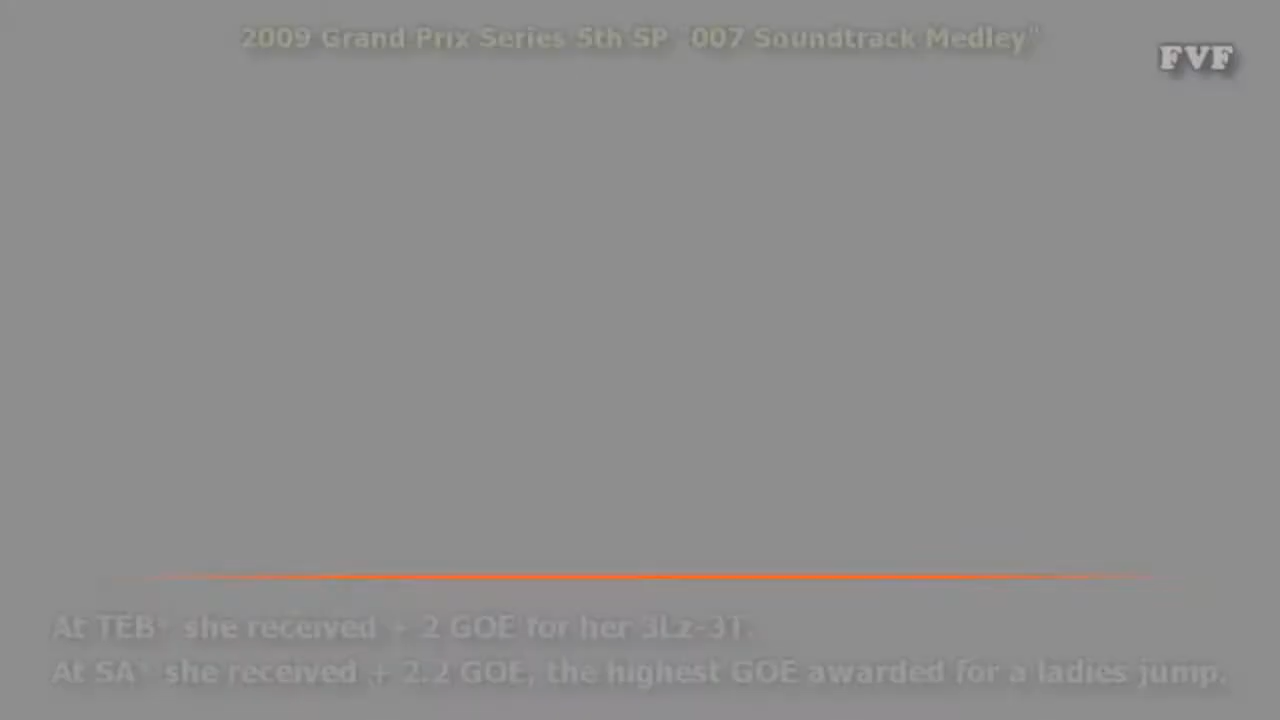 2009 Grand Prix Series 5th SP "007 Soundtrack Medley"
FVF
At TEB* she received + 2 GOE for her 3Lz-3T.
At SA* she received + 2.2 GOE, the highest GOE awarded for a ladies jump.